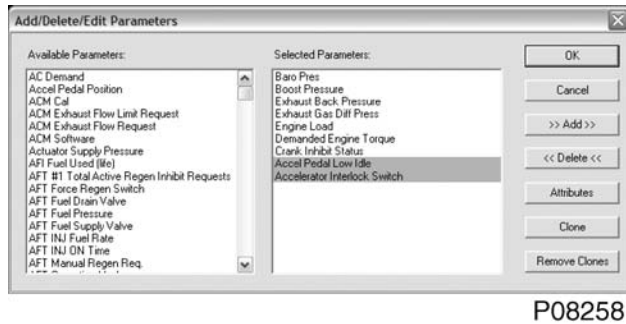 Add/Delete/Edit Parameters
Available Parameters:
AC Demand
Accel Pedal Position
ACM Cal
ACM Exhaust Flow Limit Request
ACM Exhaust Flow Request
ACM Software
Actuator Supply Pressure
AFI Fuel Used (life)
AFT #1 Total Active Regen Inhibit Requests
AFT Force Regen Switch
AFT Fuel Drain Valve
AFT Fuel Pressure
AFT Fuel Supply Valve
AFT INJ Fuel Rate
AFT INJ ON Time
AFT Manual Regen Req.
Selected Parameters:
Baro Pres
Boost Pressure
Exhaust Back Pressure
Exhaust Gas Diff Press
Engine Load
Demanded Engine Torque
Crank Inhibit Status
Accel Pedal Low Idle
Accelerator Interlock Switch
OK
Cancel
>> Add >>
<< Delete <<
Attributes
Clone
Remove Clones
P08258